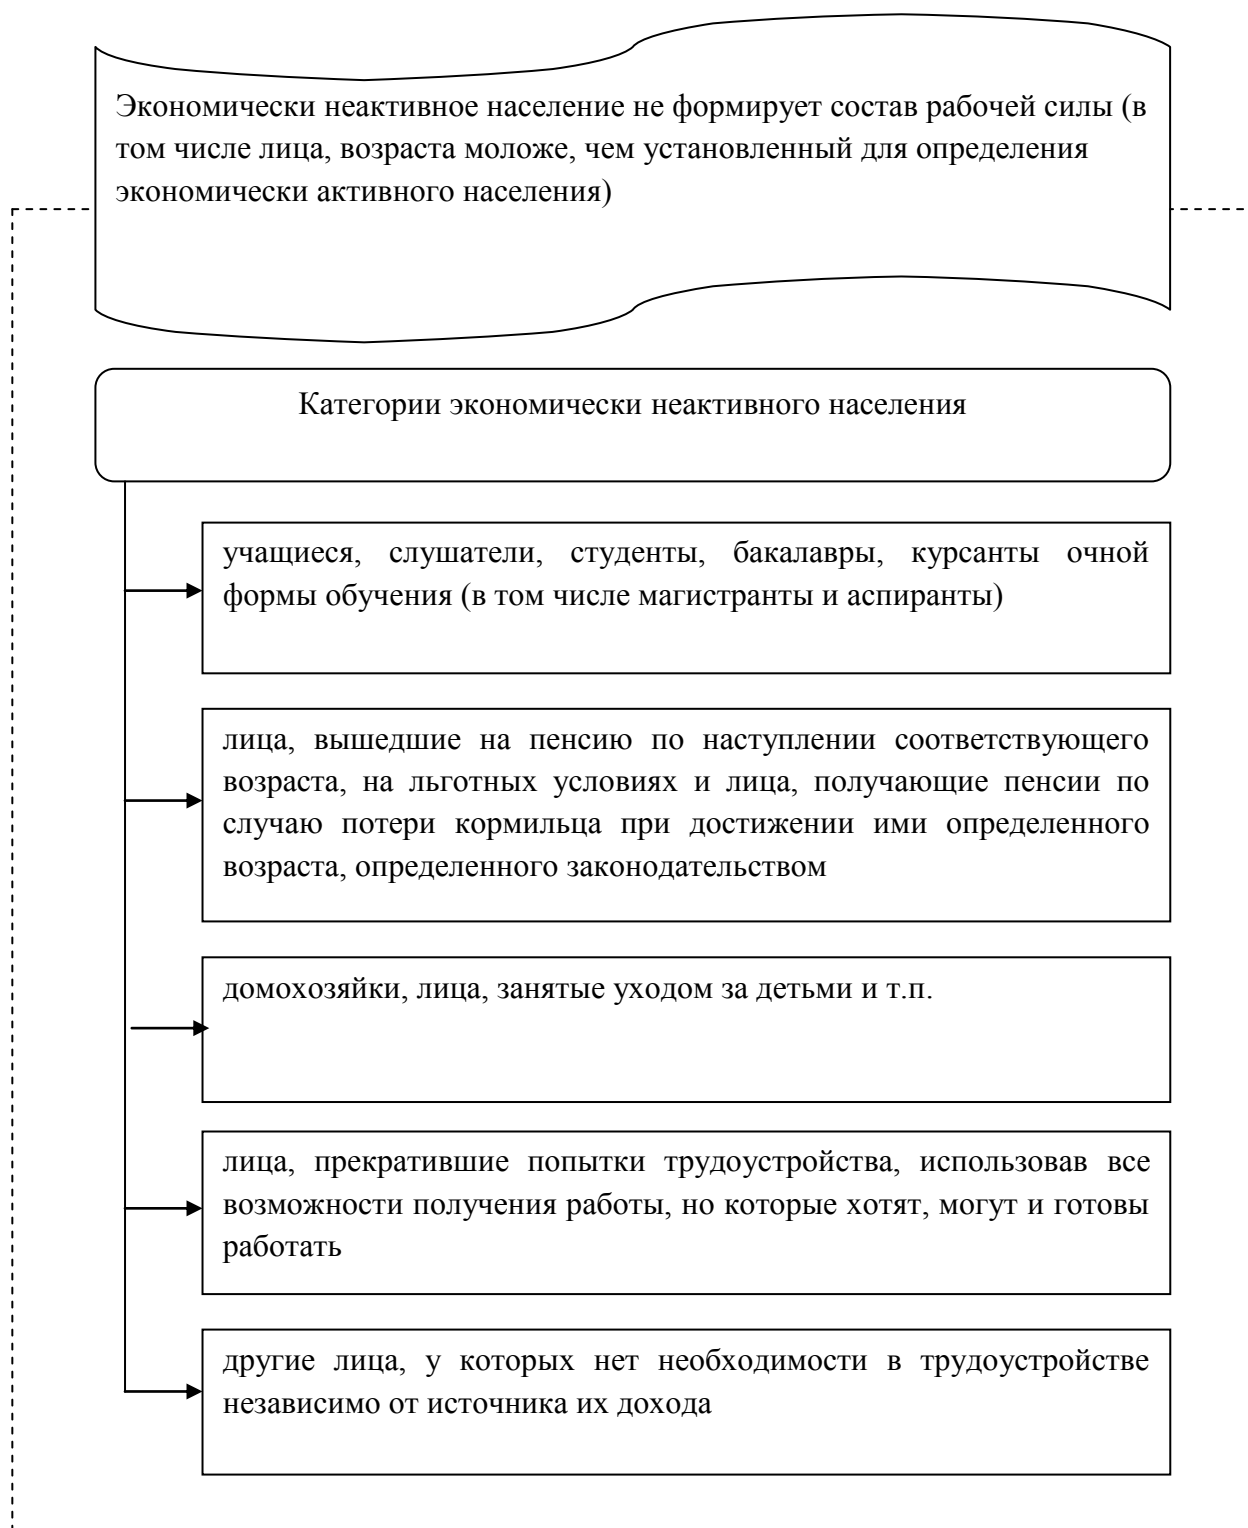 Экономически неактивное население не формирует состав рабочей силы (в
том числе лица, возраста моложе, чем установленный для определения
экономически активного населения)
Категории экономически неактивного населения
учащиеся, слушатели, студенты, бакалавры, курсанты очной
формы обучения (в том числе магистранты и аспиранты)
лица, вышедшие на пенсию по наступлении соответствующего
возраста, на льготных условиях и лица, получающие пенсии по
случаю потери кормильца при достижении ими определенного
возраста, определенного законодательством
домохозяйки, лица, занятые уходом за детьми и т.п.
лица, прекратившие попытки трудоустройства, использовав все
возможности получения работы, но которые хотят, могут и готовы
работать
другие лица, у которых нет необходимости в трудоустройстве
независимо от источника их дохода